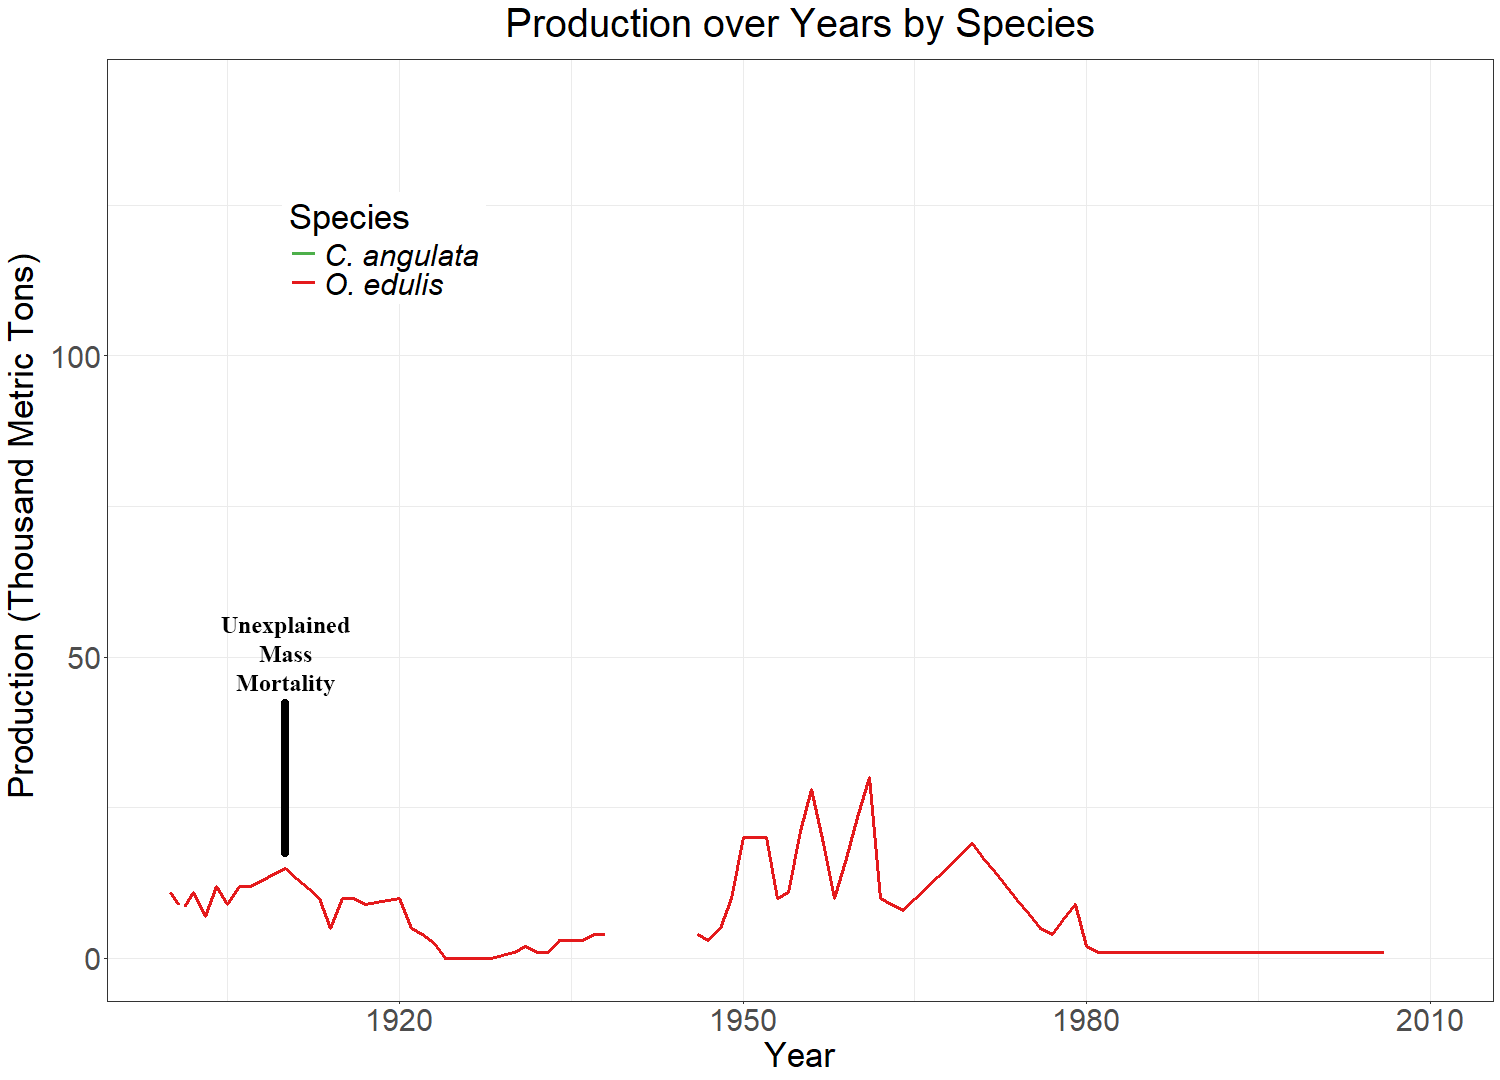 Production over Years by Species
Species
C. angulata
O. edulis
Production (Thousand Metric Tons)
100
50
0
Unexplained
Mass
Mortality
1920
1950
1980
2010
Year